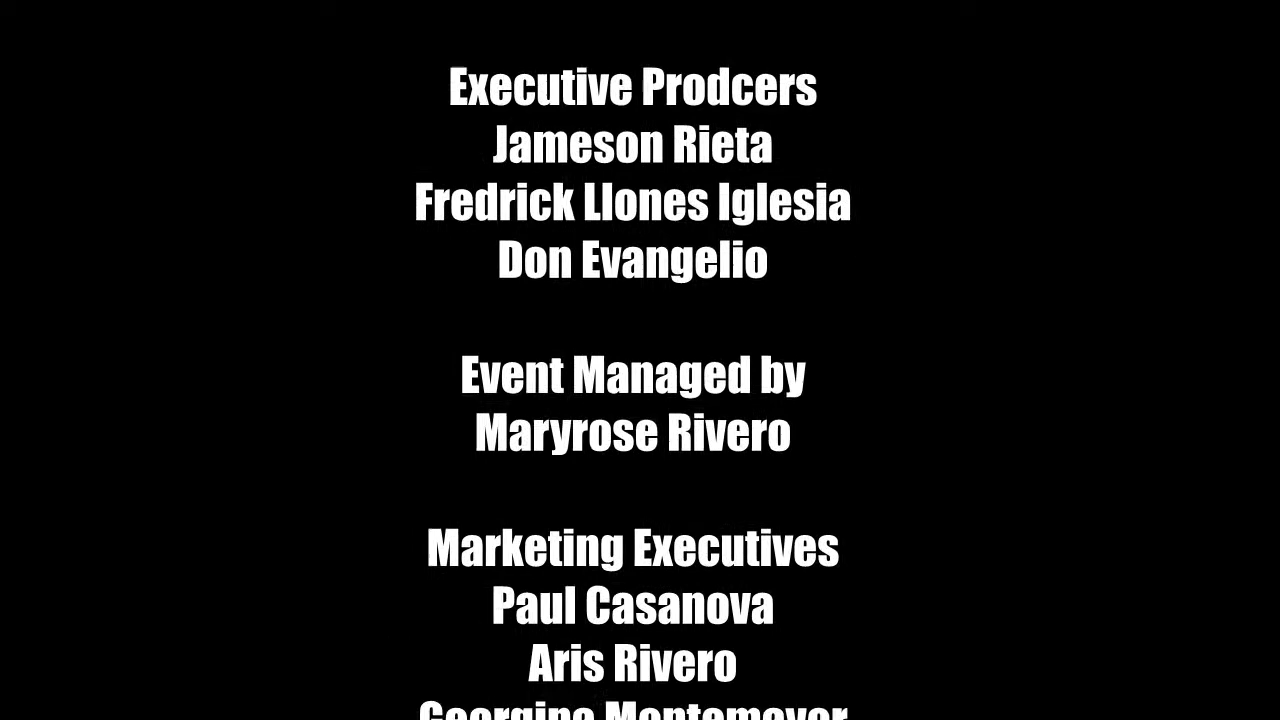 Executive Prodcers
Jameson Rieta
Fredrick Llones Iglesia
Don Evangelio
Event Managed by
Maryrose Rivero
Marketing Executives
Paul Casanova
Aris Rivero